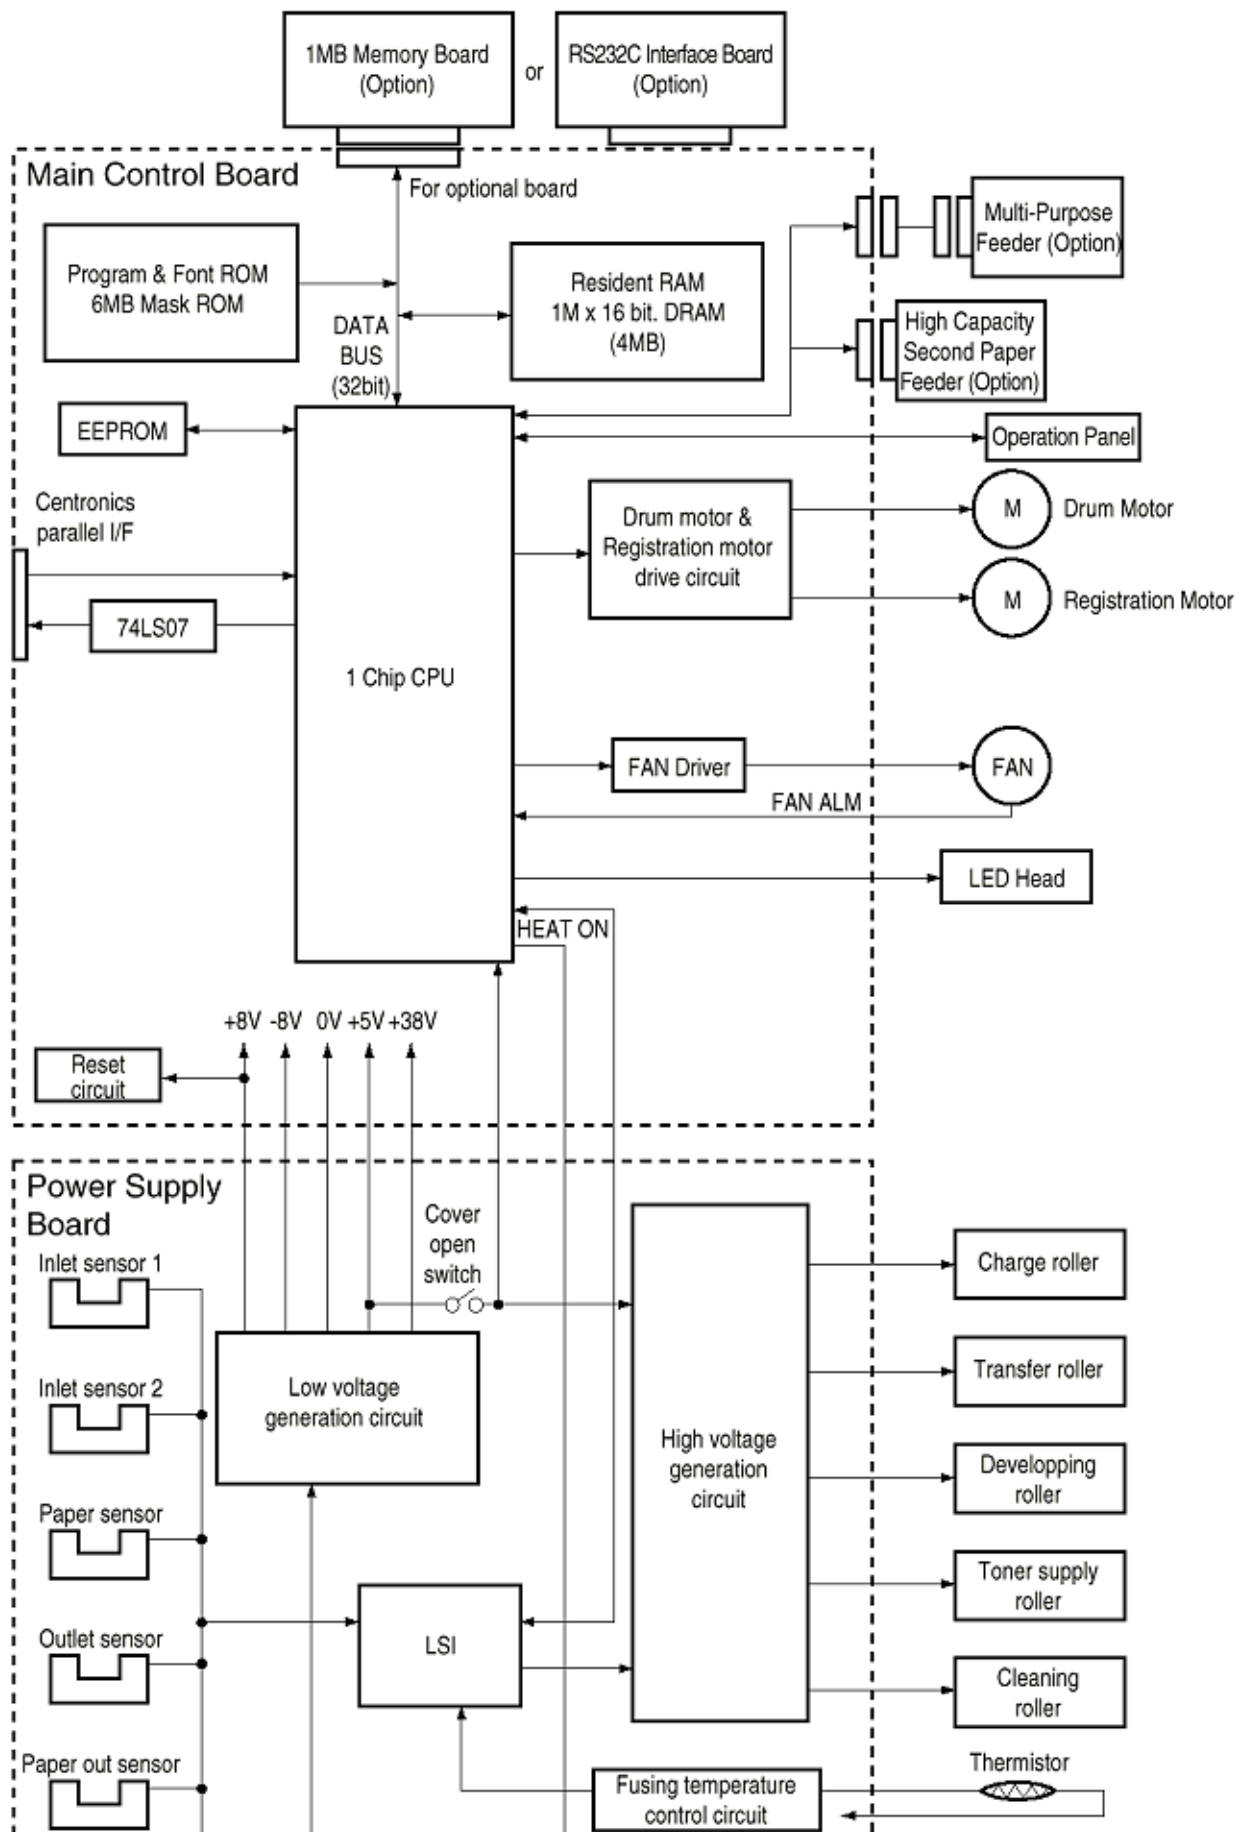 1MB Memory Board
(Option)
or
RS232C Interface Board
(Option)
Main Control Board
For optional board
Multi-Purpose
Feeder (Option)
Program & Font ROM
6MB Mask ROM
Resident RAM
1M x 16 bit. DRAM
(4MB)
DATA
BUS
(32bit)
High Capacity
Second Paper
Feeder (Option)
EEPROM
Operation Panel
Centronics
parallel I/F
Drum motor &
Registration motor
drive circuit
M
Drum Motor
M
Registration Motor
74LS07
1 Chip CPU
FAN Driver
FAN
FAN ALM
LED Head
HEAT ON
+8V -8V 0V +5V +38V
Reset
circuit
Power Supply
Board
Cover
open
switch
Inlet sensor 1
Charge roller
Inlet sensor 2
Low voltage
generation circuit
Transfer roller
High voltage
generation
circuit
Developping
roller
Paper sensor
Toner supply
roller
Outlet sensor
LSI
Cleaning
roller
Paper out sensor
Fusing temperature
control circuit
Thermistor